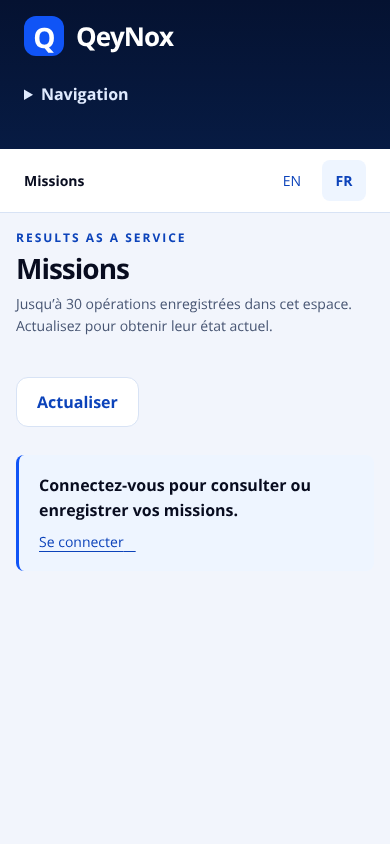 Q QeyNox
Navigation
Missions EN FR
RESULTS AS A SERVICE
Missions
Jusqu’à 30 opérations enregistrées dans cet espace.
Actualisez pour obtenir leur état actuel.
Actualiser
Connectez-vous pour consulter ou
enregistrer vos missions.
Se connecter